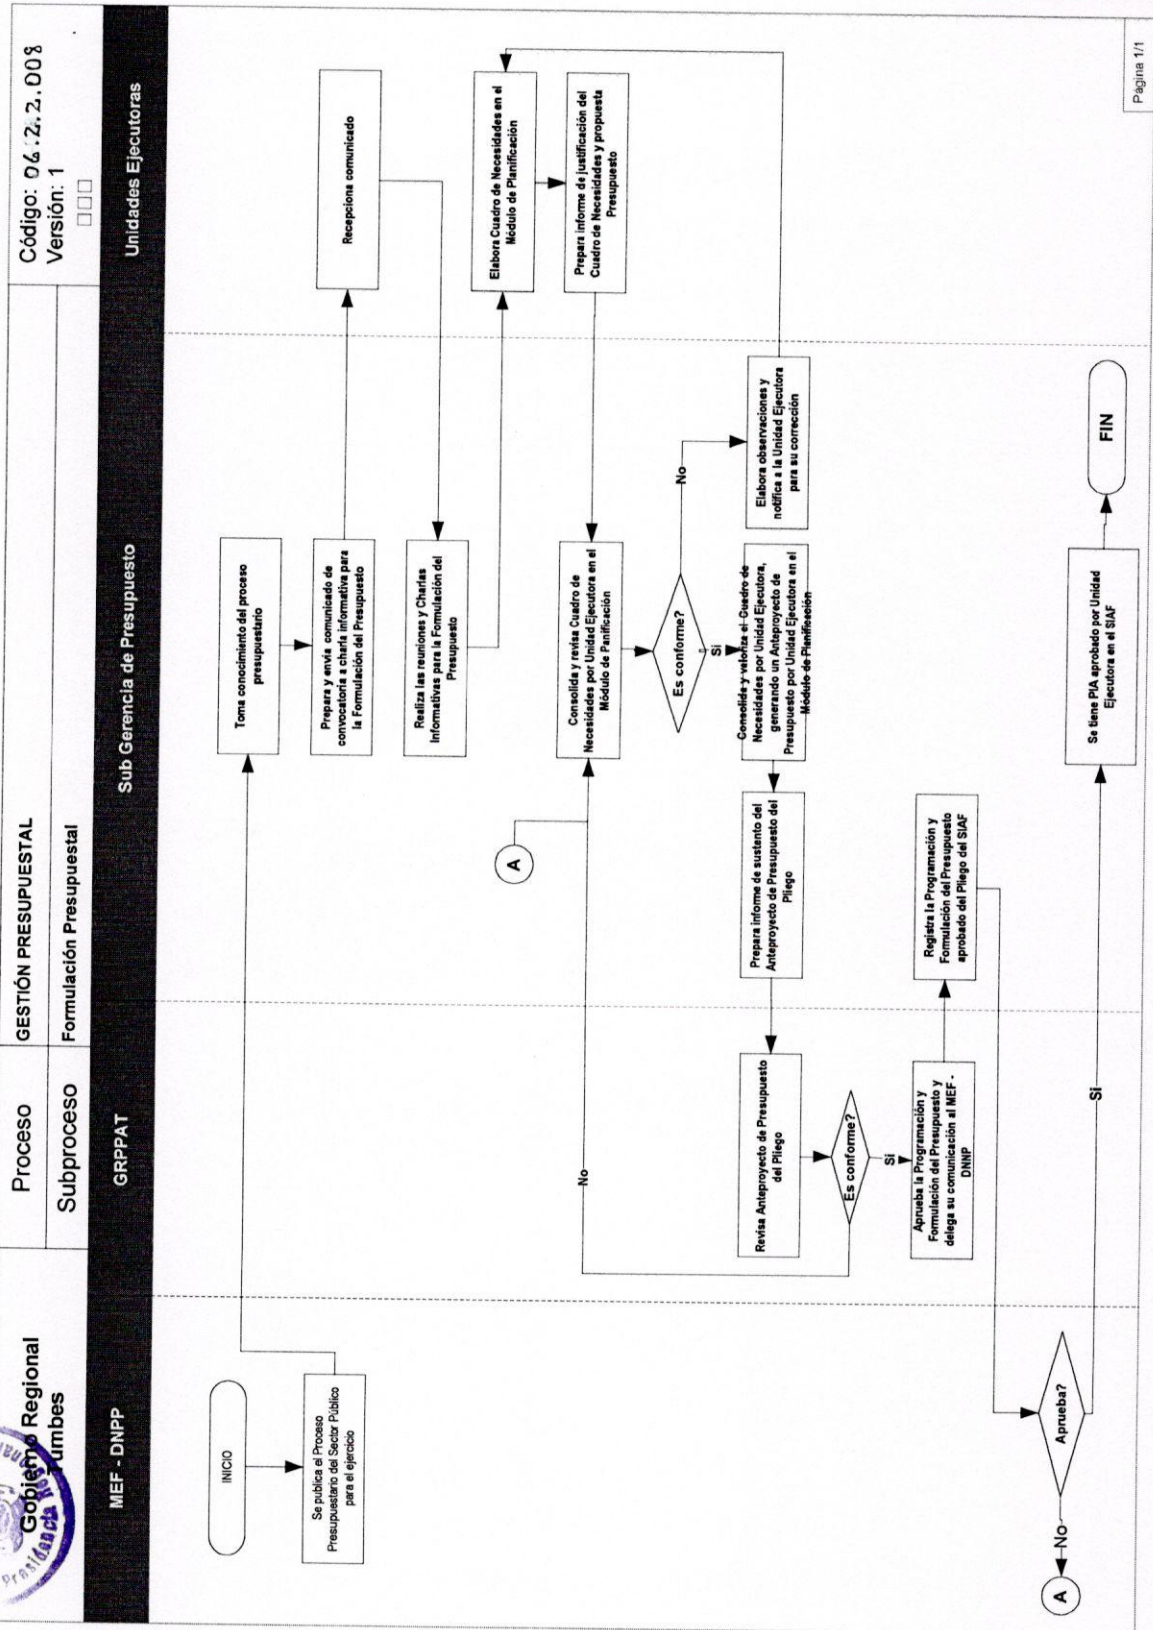 Gobierno Regional
Tumbes
Presidencia
Proceso
GESTIÓN PRESUPUESTAL
Código: 06.2.2.008
Versión: 1
Subproceso
Formulación Presupuestal
MEF - DNPP
GRPPAT
Sub Gerencia de Presupuesto
Unidades Ejecutoras
INICIO
Se publica el Proceso
Presupuestario del Sector Público
para el ejercicio
Toma conocimiento del proceso
presupuestario
Prepara y envia comunicado de
convocatoria a charla informativa para
la Formulación del Presupuesto
Recepciona comunicado
Realiza las reuniones y Charlas
Informativas para la Formulación del
Presupuesto
Elabora Cuadro de Necesidades en el
Módulo de Planificación
Prepara informe de justificación del
Cuadro de Necesidades y propuesta
Presupuesto
A
Consolida y revisa Cuadro de
Necesidades por Unidad Ejecutora en el
Módulo de Panificación
Es conforme?
No
Si
Elabora observaciones y
notifica a la Unidad Ejecutora
para su corrección
Consolida y valoriza el Cuadro de
Necesidades por Unidad Ejecutora,
generando un Anteproyecto de
Presupuesto por Unidad Ejecutora en el
Módulo de Planificación
Prepara informe de sustento del
Anteproyecto de Presupuesto del
Pliego
Revisa Anteproyecto de Presupuesto
del Pliego
Es conforme?
No
Si
Aprueba la Programación y
Formulación del Presupuesto y
delega su comunicación al MEF -
DNNP
Registra la Programación y
Formulación del Presupuesto
aprobado del Pliego del SIAF
Aprueba?
No
A
Si
Se tiene PIA aprobado por Unidad
Ejecutora en el SIAF
FIN
Página 1/1